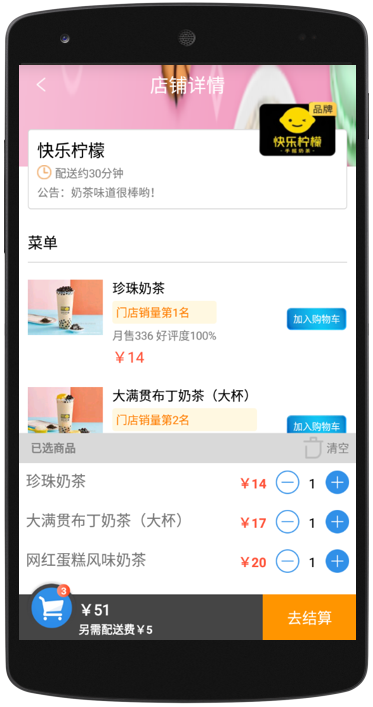 店铺详情
品牌
快乐柠檬
·手摇奶茶·
快乐柠檬
配送约30分钟
公告：奶茶味道很棒哟!
菜单
珍珠奶茶
门店销量第1名
月售336 好评度100%
￥14
加入购物车
大满贯布丁奶茶（大杯）
门店销量第2名
加入购物车
已选商品
清空
珍珠奶茶 ￥14 1
大满贯布丁奶茶（大杯） ￥17 1
网红蛋糕风味奶茶 ￥20 1
3
￥51
另需配送费￥5
去结算